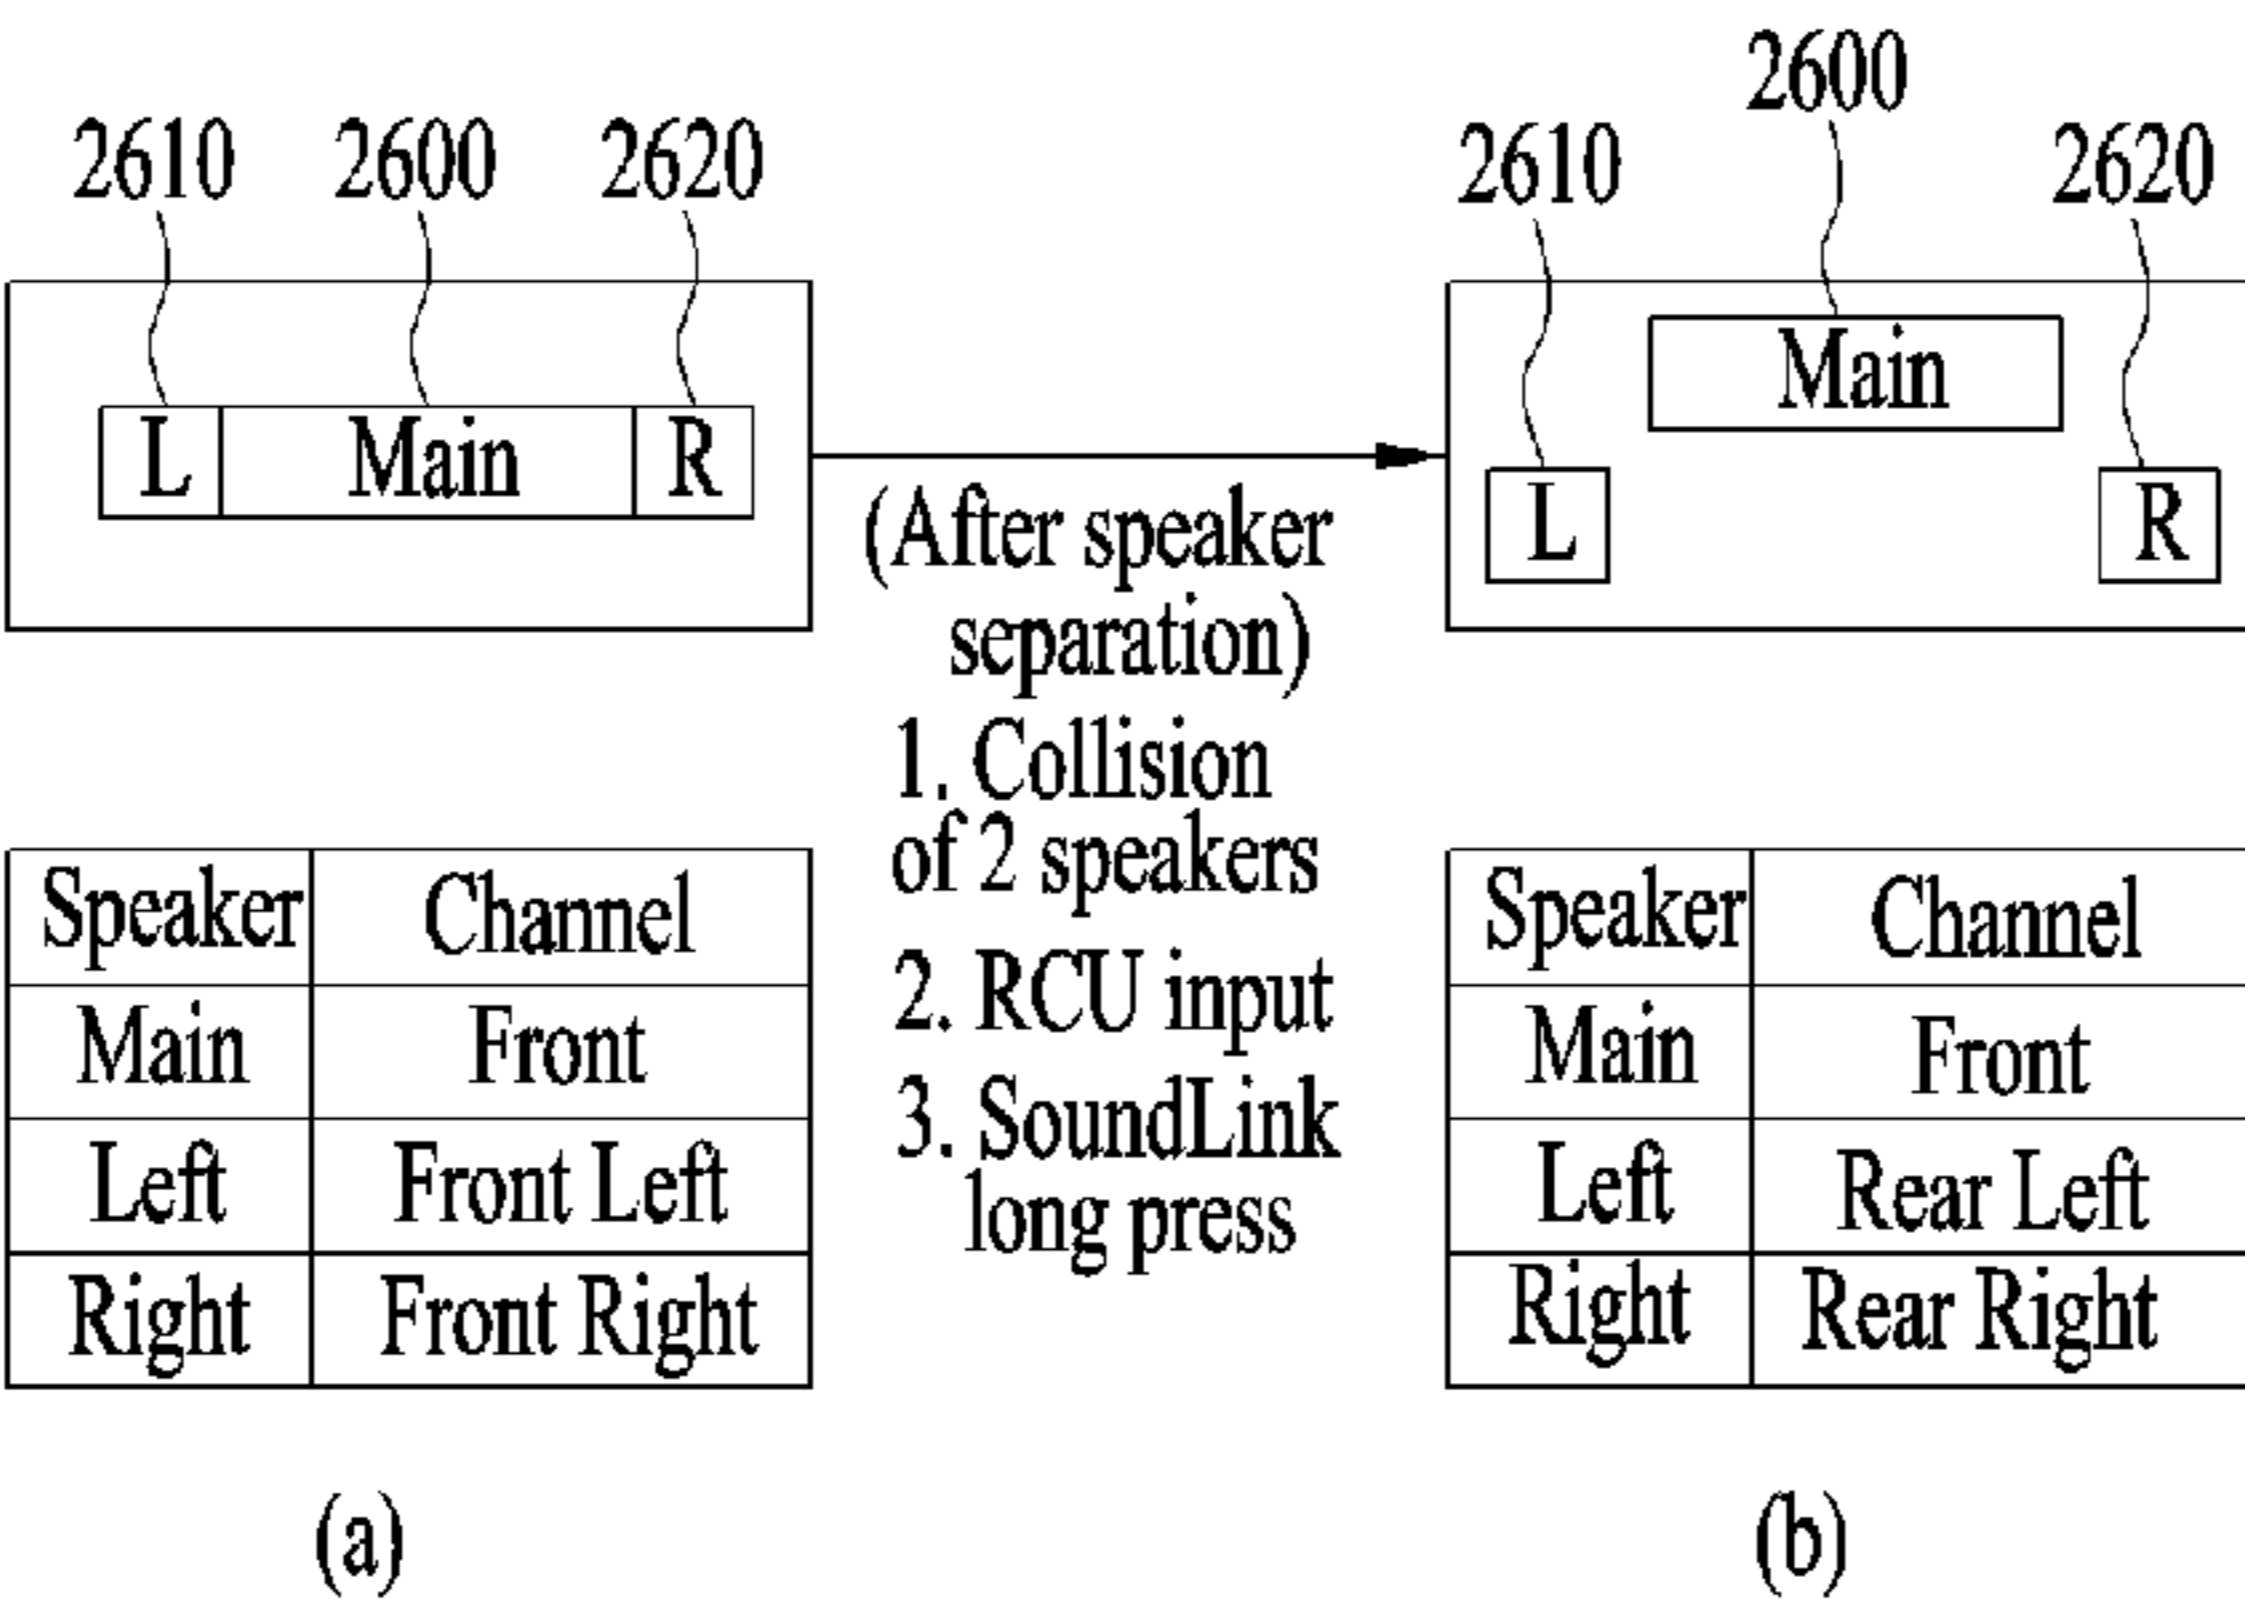 2610 2600 2620
L Main R
(After speaker
separation)
1. Collision
of 2 speakers
2. RCU input
3. SoundLink
long press
2600
2610 2620
Main
L R
Speaker Channel
Main Front
Left Front Left
Right Front Right
(a)
Speaker Channel
Main Front
Left Rear Left
Right Rear Right
(b)